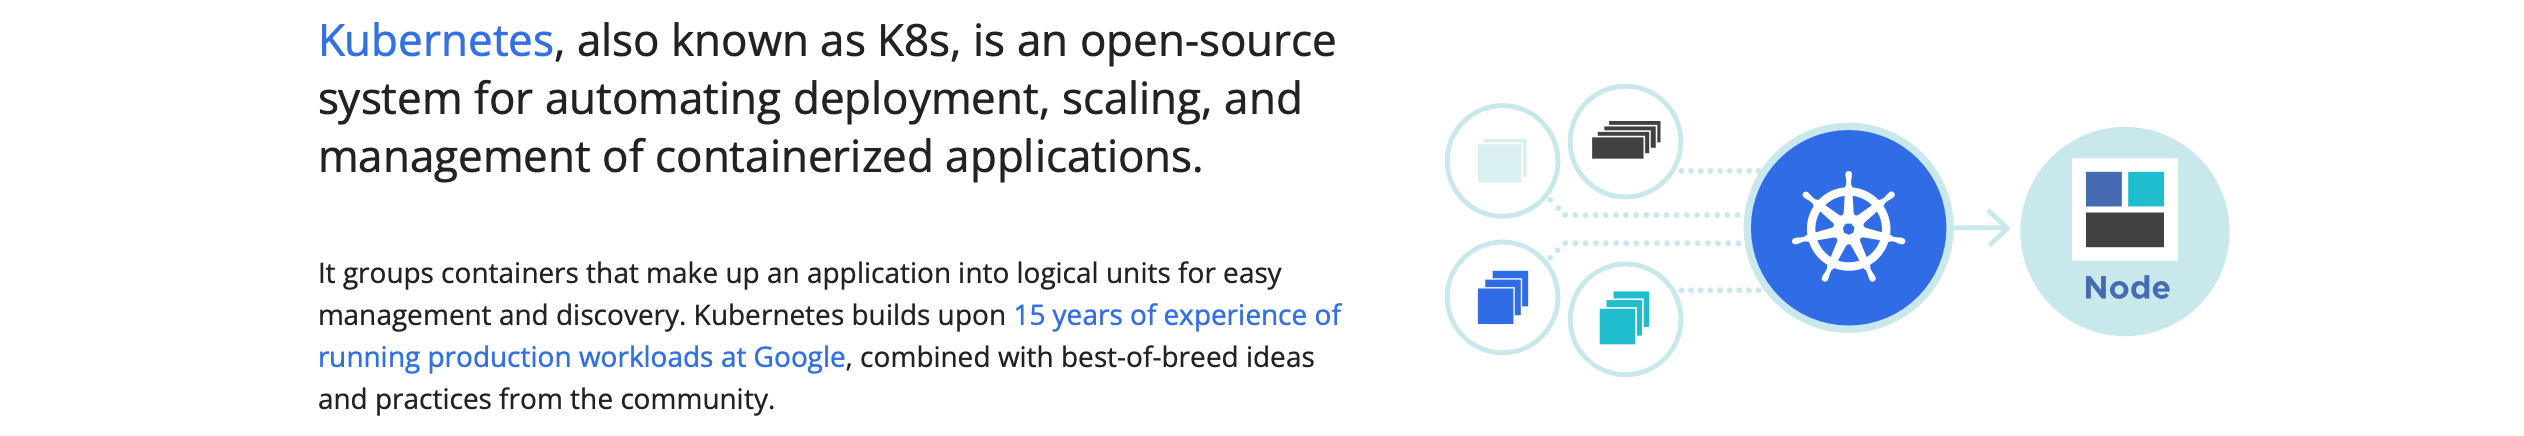 Kubernetes, also known as K8s, is an open-source
system for automating deployment, scaling, and
management of containerized applications.
It groups containers that make up an application into logical units for easy
management and discovery. Kubernetes builds upon 15 years of experience of
running production workloads at Google, combined with best-of-breed ideas
and practices from the community.
Node